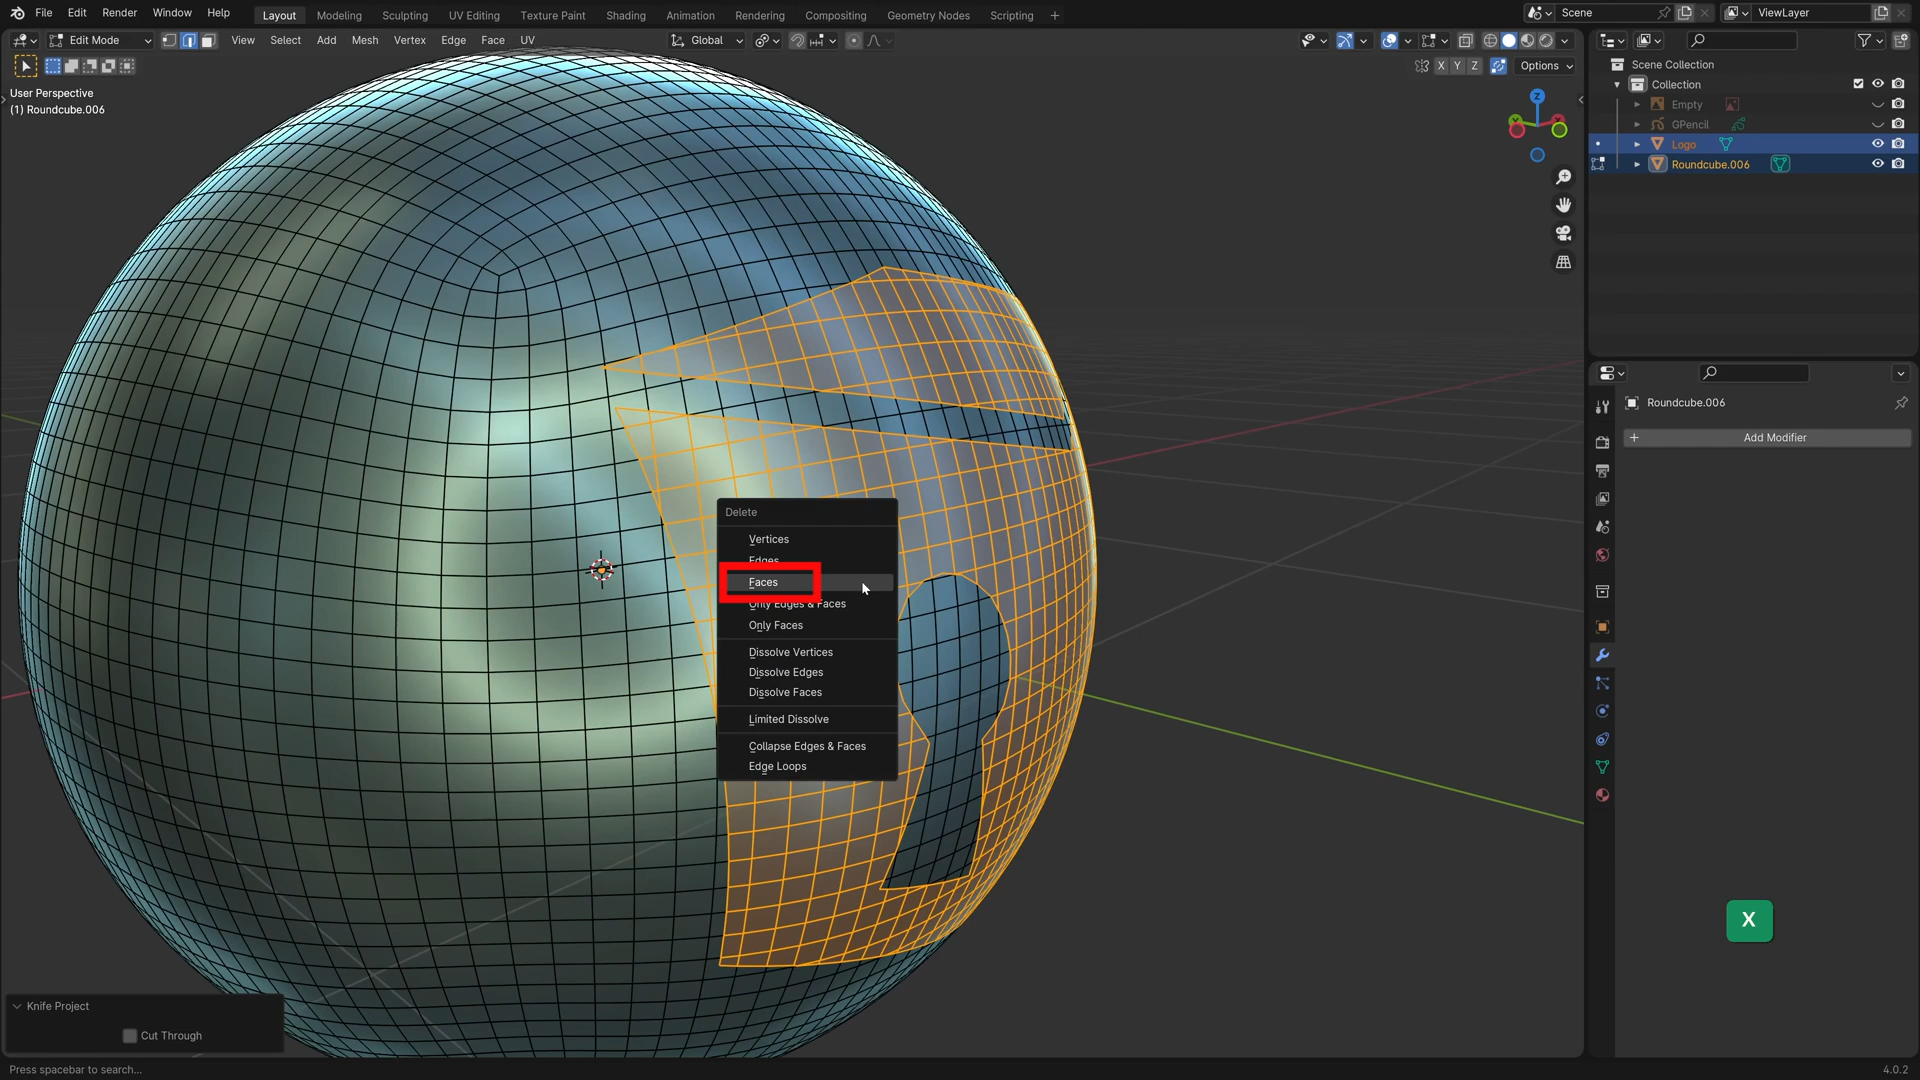 File Edit Render Window Help
Layout Modeling Sculpting UV Editing Texture Paint Shading Animation Rendering Compositing Geometry Nodes Scripting +
Scene
ViewLayer
Edit Mode
View Select Add Mesh Vertex Edge Face UV
Global
X Y Z
Options
User Perspective
(1) Roundcube.006
Z
Scene Collection
Collection
Empty
GPencil
Logo
Roundcube.006
Roundcube.006
+ Add Modifier
Delete
Vertices
Edges
Faces
Only Edges & Faces
Only Faces
Dissolve Vertices
Dissolve Edges
Dissolve Faces
Limited Dissolve
Collapse Edges & Faces
Edge Loops
X
Knife Project
Cut Through
Press spacebar to search...
4.0.2